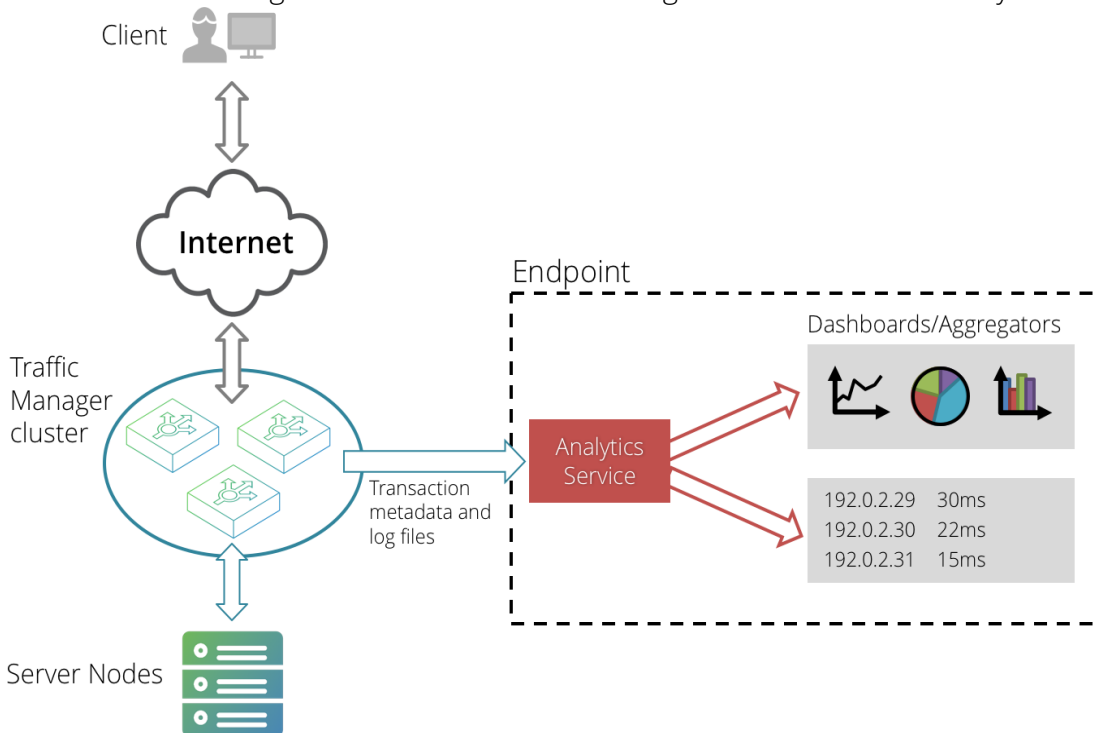 Client
Internet
Traffic
Manager
cluster
Transaction
metadata and
log files
Server Nodes
Endpoint
Analytics
Service
Dashboards/Aggregators
192.0.2.29 30ms
192.0.2.30 22ms
192.0.2.31 15ms